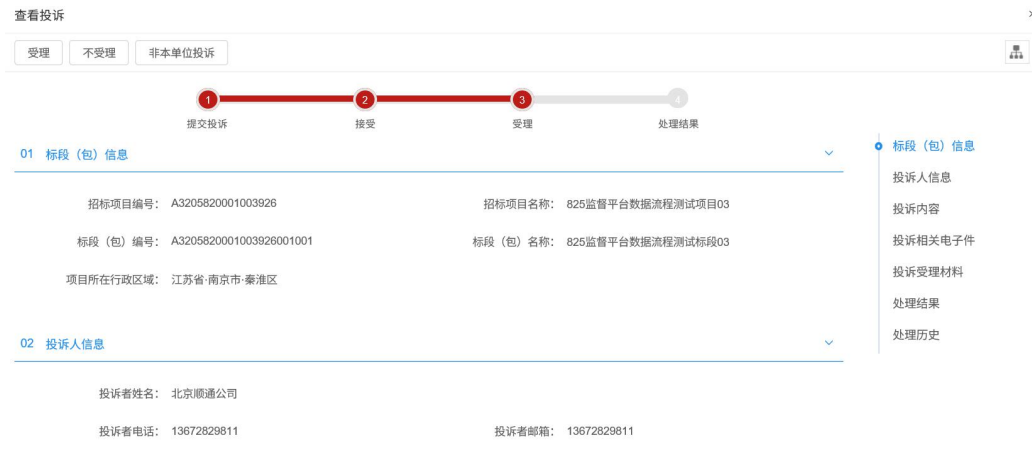 查看投诉
受理 不受理 非本单位投诉
1 2 3 4
提交投诉 接受 受理 处理结果
01 标段（包）信息
招标项目编号： A3205820001003926 招标项目名称： 825监督平台数据流程测试项目03
标段（包）编号： A3205820001003926001001 标段（包）名称： 825监督平台数据流程测试标段03
项目所在行政区域： 江苏省·南京市·秦淮区
02 投诉人信息
投诉者姓名： 北京顺通公司
投诉者电话： 13672829811 投诉者邮箱： 13672829811
标段（包）信息
投诉人信息
投诉内容
投诉相关电子件
投诉受理材料
处理结果
处理历史